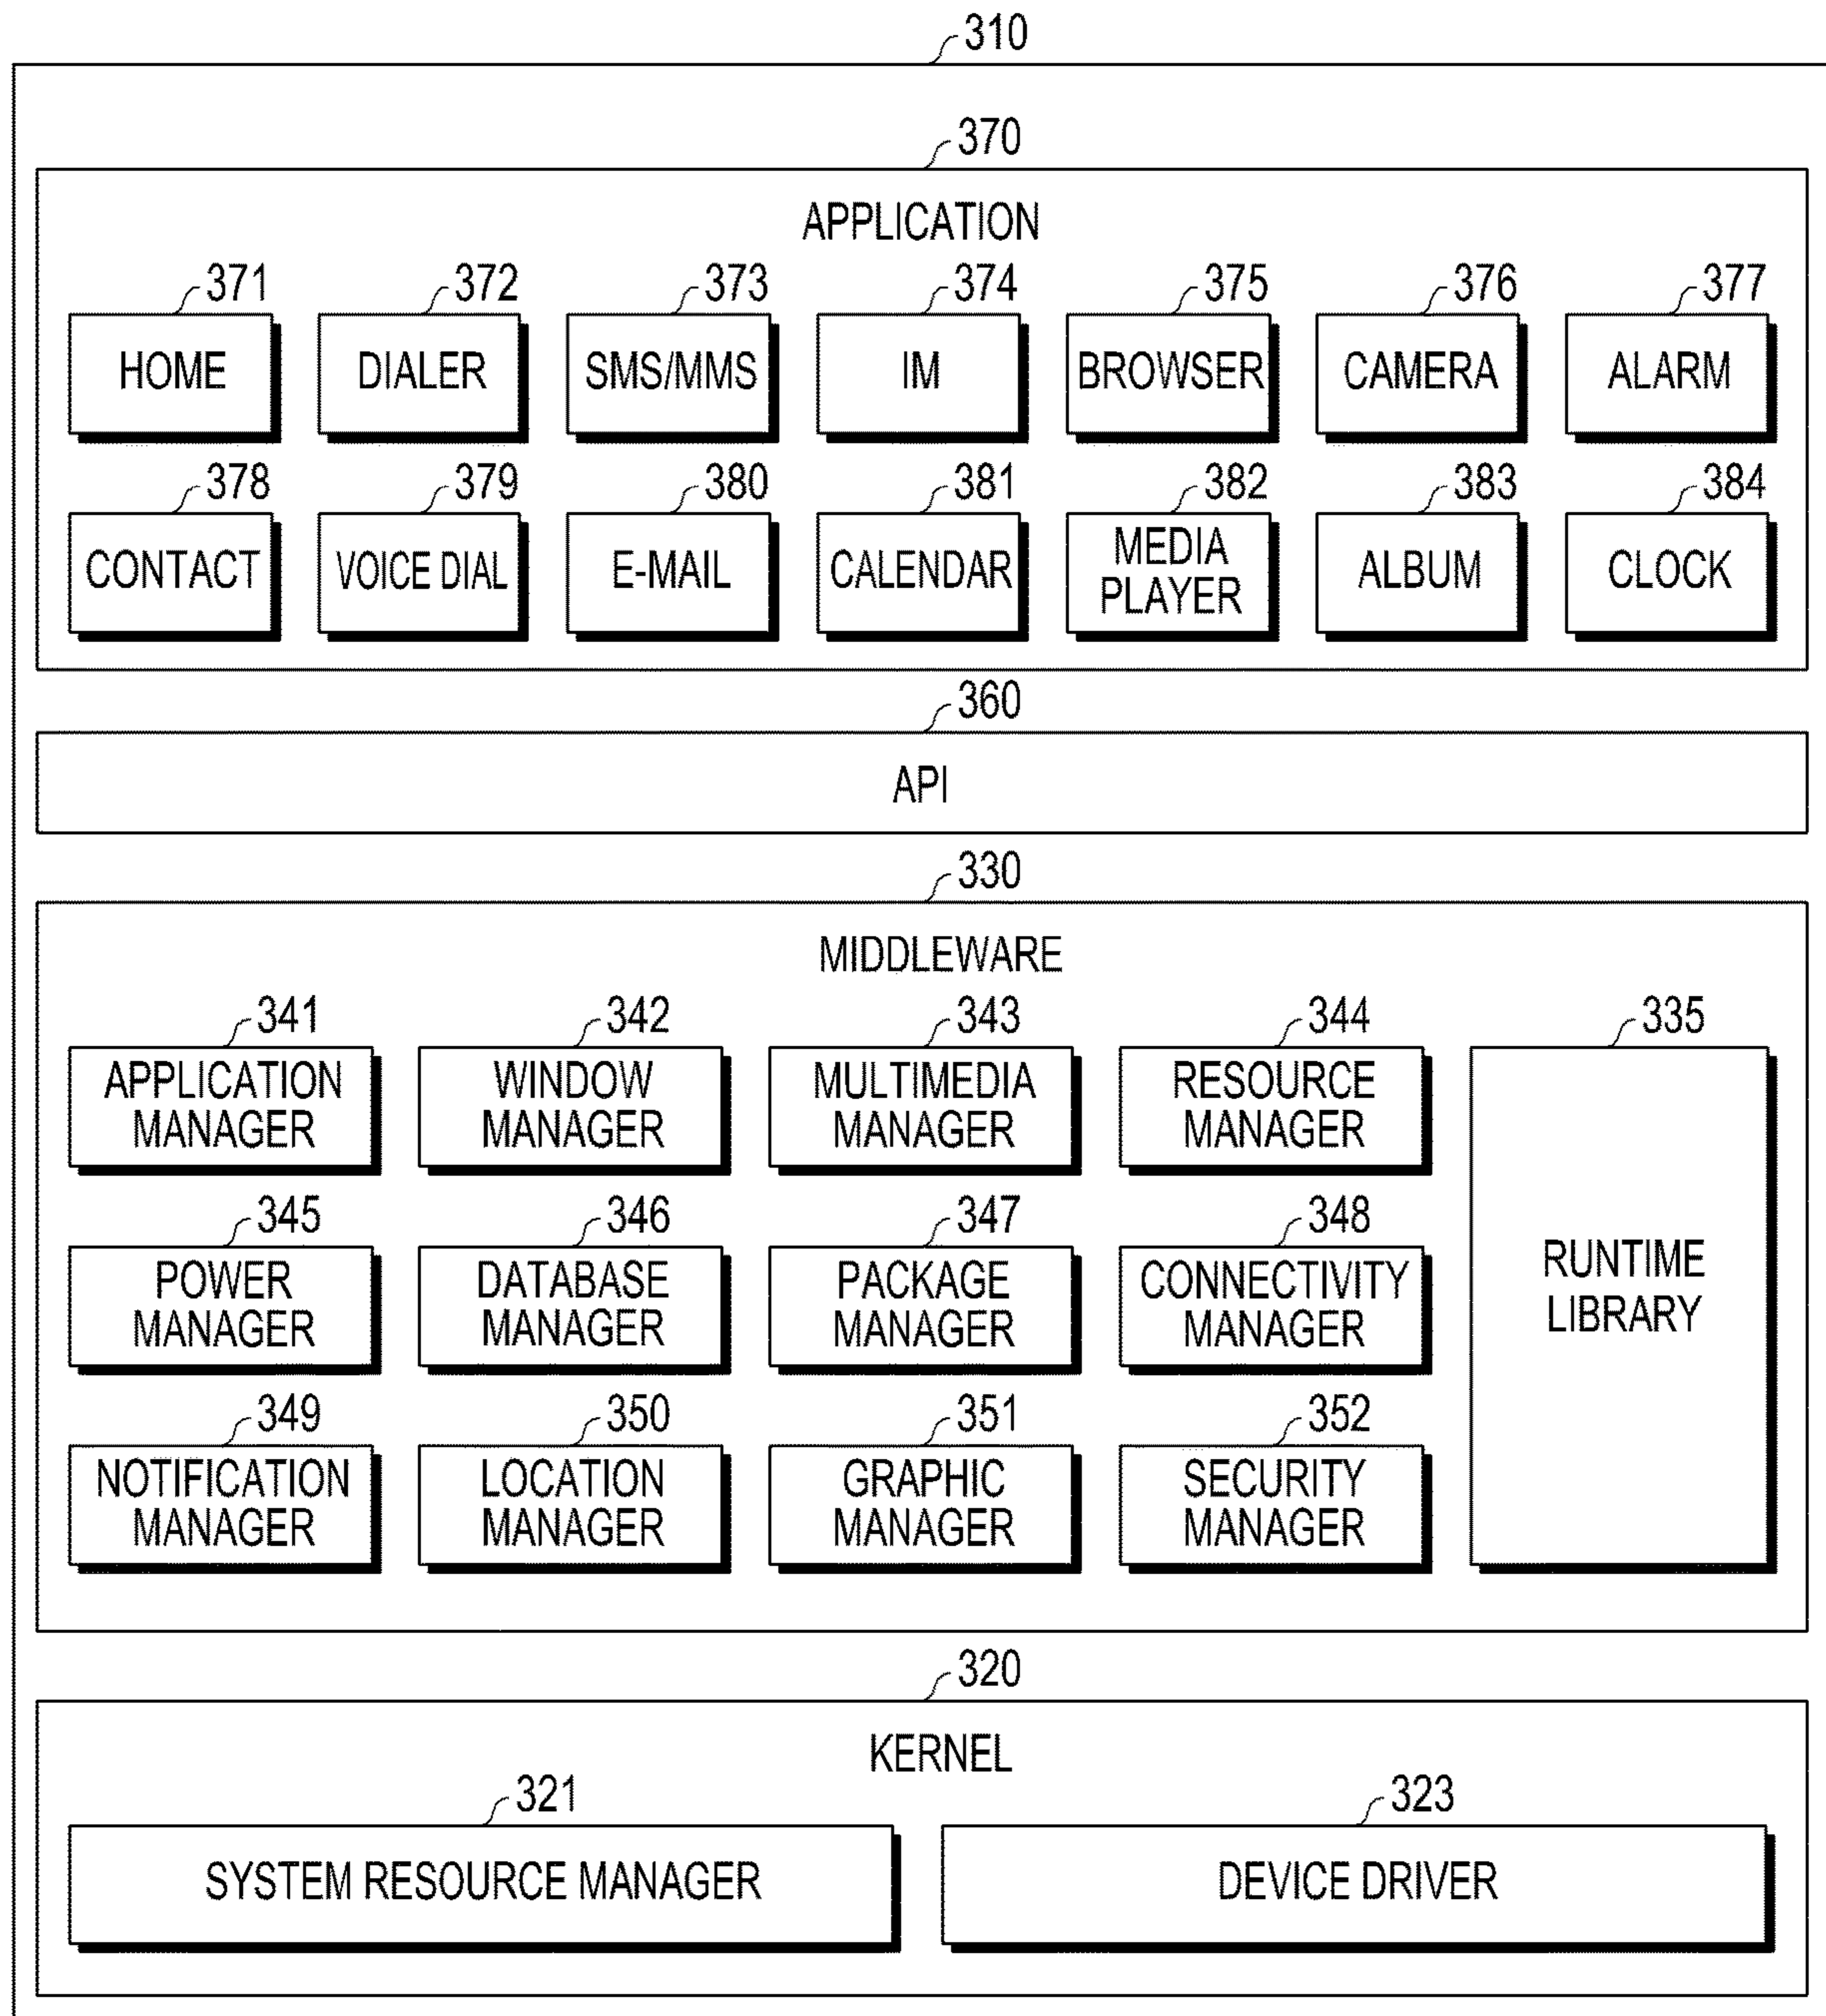 310
370
APPLICATION
371 372 373 374 375 376 377
HOME DIALER SMS/MMS IM BROWSER CAMERA ALARM
378 379 380 381 382 383 384
CONTACT VOICE DIAL E-MAIL CALENDAR MEDIA PLAYER ALBUM CLOCK
360
API
330
MIDDLEWARE
341 342 343 344 335
APPLICATION MANAGER
WINDOW MANAGER
MULTIMEDIA MANAGER
RESOURCE MANAGER
RUNTIME LIBRARY
345 346 347 348
POWER MANAGER
DATABASE MANAGER
PACKAGE MANAGER
CONNECTIVITY MANAGER
349 350 351 352
NOTIFICATION MANAGER
LOCATION MANAGER
GRAPHIC MANAGER
SECURITY MANAGER
320
KERNEL
321 323
SYSTEM RESOURCE MANAGER DEVICE DRIVER